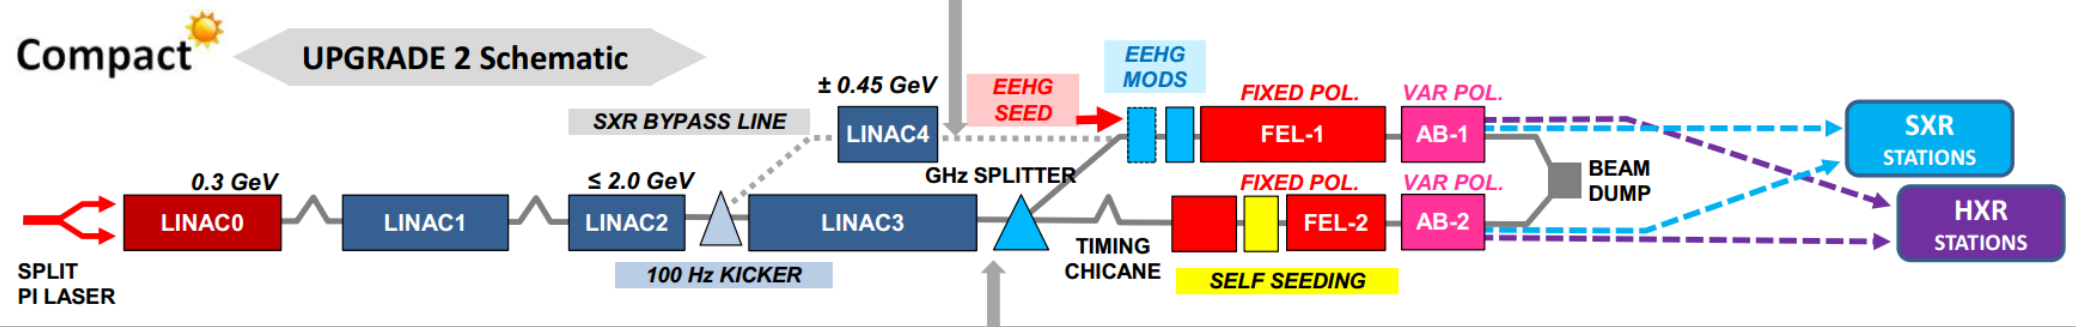 Compact
UPGRADE 2 Schematic
± 0.45 GeV
EEHG
SEED
EEHG
MODS
FIXED POL.
VAR POL.
SXR BYPASS LINE
LINAC4
FEL-1
AB-1
SXR
STATIONS
0.3 GeV
≤ 2.0 GeV
GHz SPLITTER
FIXED POL.
VAR POL.
BEAM
DUMP
LINAC0
LINAC1
LINAC2
LINAC3
FEL-2
AB-2
HXR
STATIONS
SPLIT
PI LASER
100 Hz KICKER
TIMING
CHICANE
SELF SEEDING